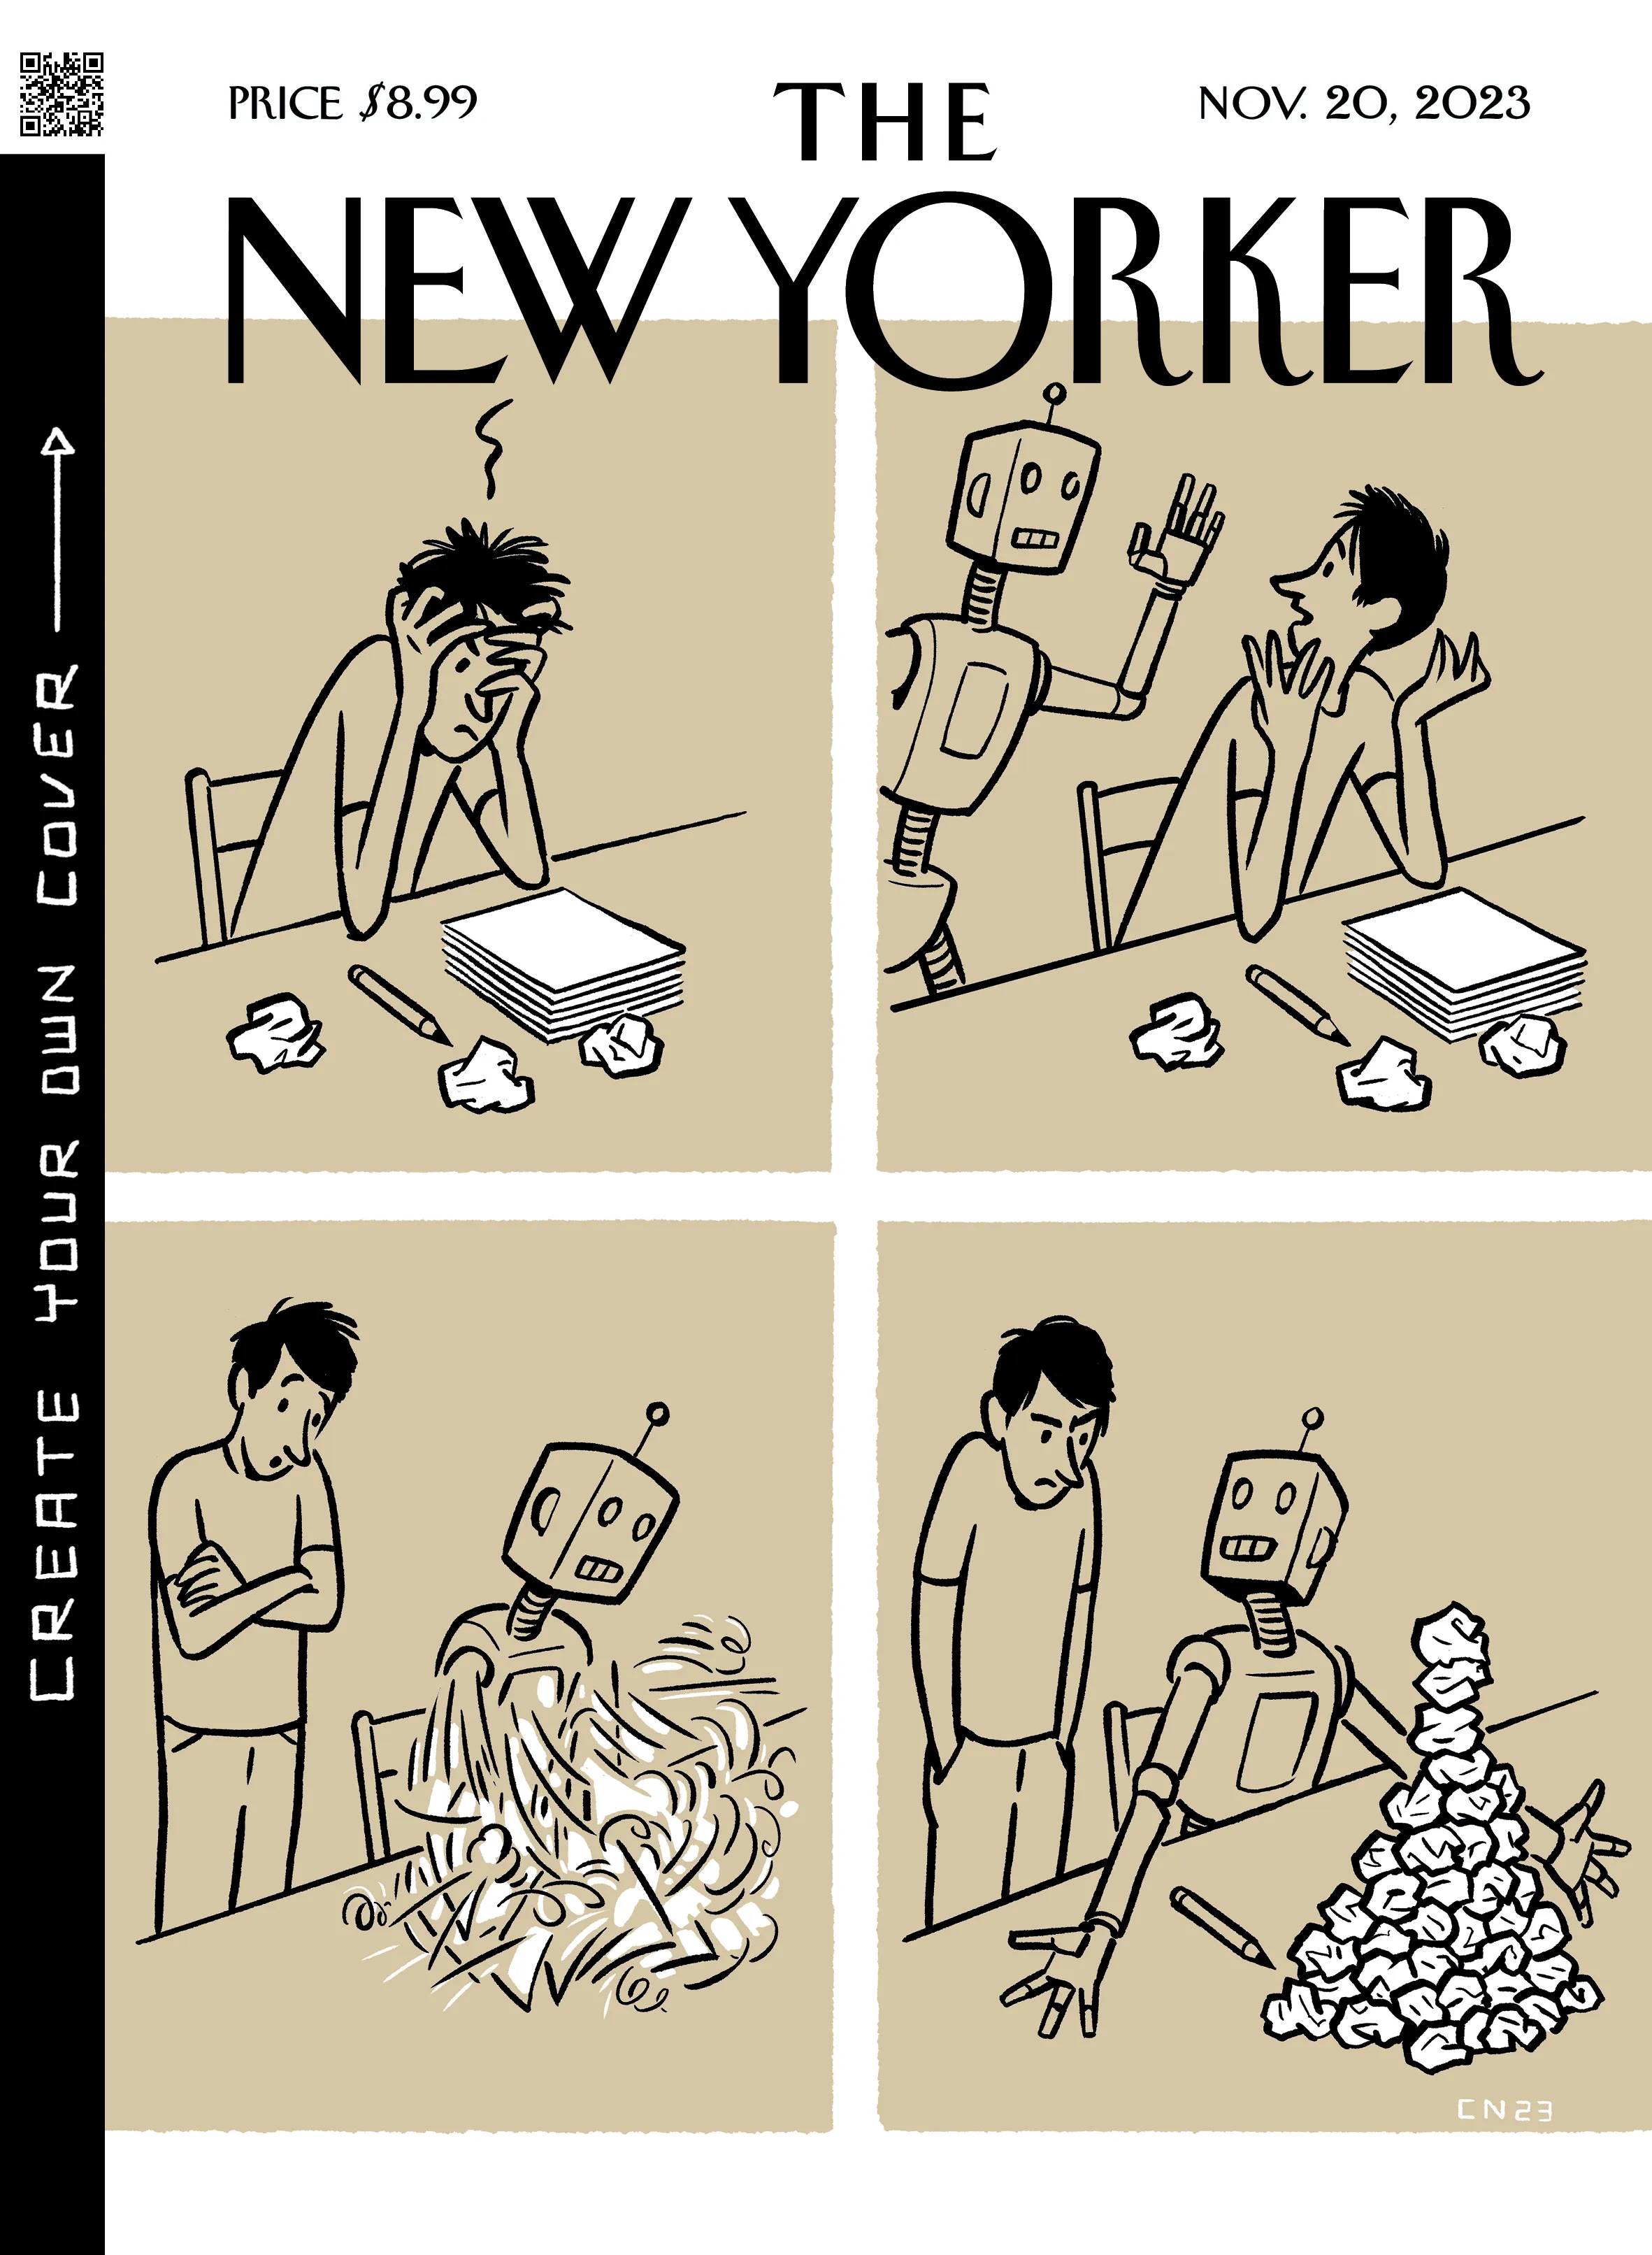 PRICE $8.99
THE
NOV. 20, 2023
NEW YORKER
CREATE YOUR OWN COVER
CN23